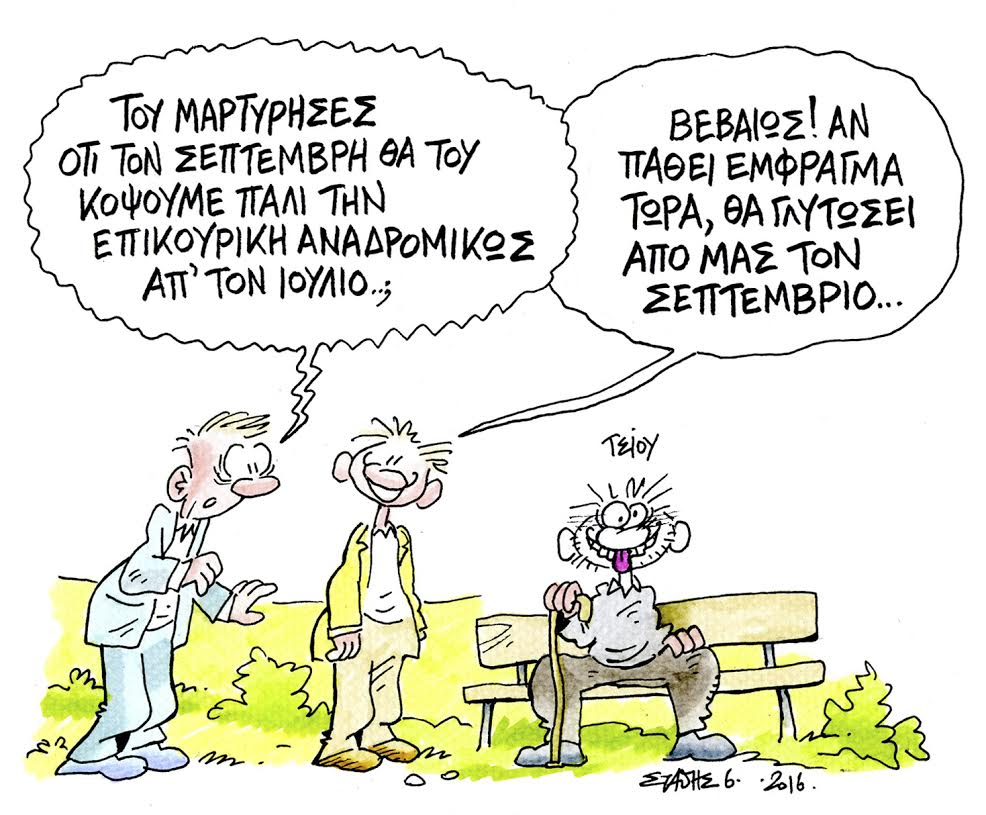 ΤΟΥ ΜΑΡΤΥΡΗΣΕΣ
ΟΤΙ ΤΟΝ ΣΕΠΤΕΜΒΡΗ ΘΑ ΤΟΥ
ΚΟΨΟΥΜΕ ΠΑΛΙ ΤΗΝ
ΕΠΙΚΟΥΡΙΚΗ ΑΝΑΔΡΟΜΙΚΩΣ
ΑΠ' ΤΟΝ ΙΟΥΛΙΟ..;
ΒΕΒΑΙΩΣ! ΑΝ
ΠΑΘΕΙ ΕΜΦΡΑΓΜΑ
ΤΩΡΑ, ΘΑ ΓΛΥΤΩΣΕΙ
ΑΠΟ ΜΑΣ ΤΟΝ
ΣΕΠΤΕΜΒΡΙΟ...
ΤΣΙΟΥ
ΣΤΑΘΗΣ 6. .2016.